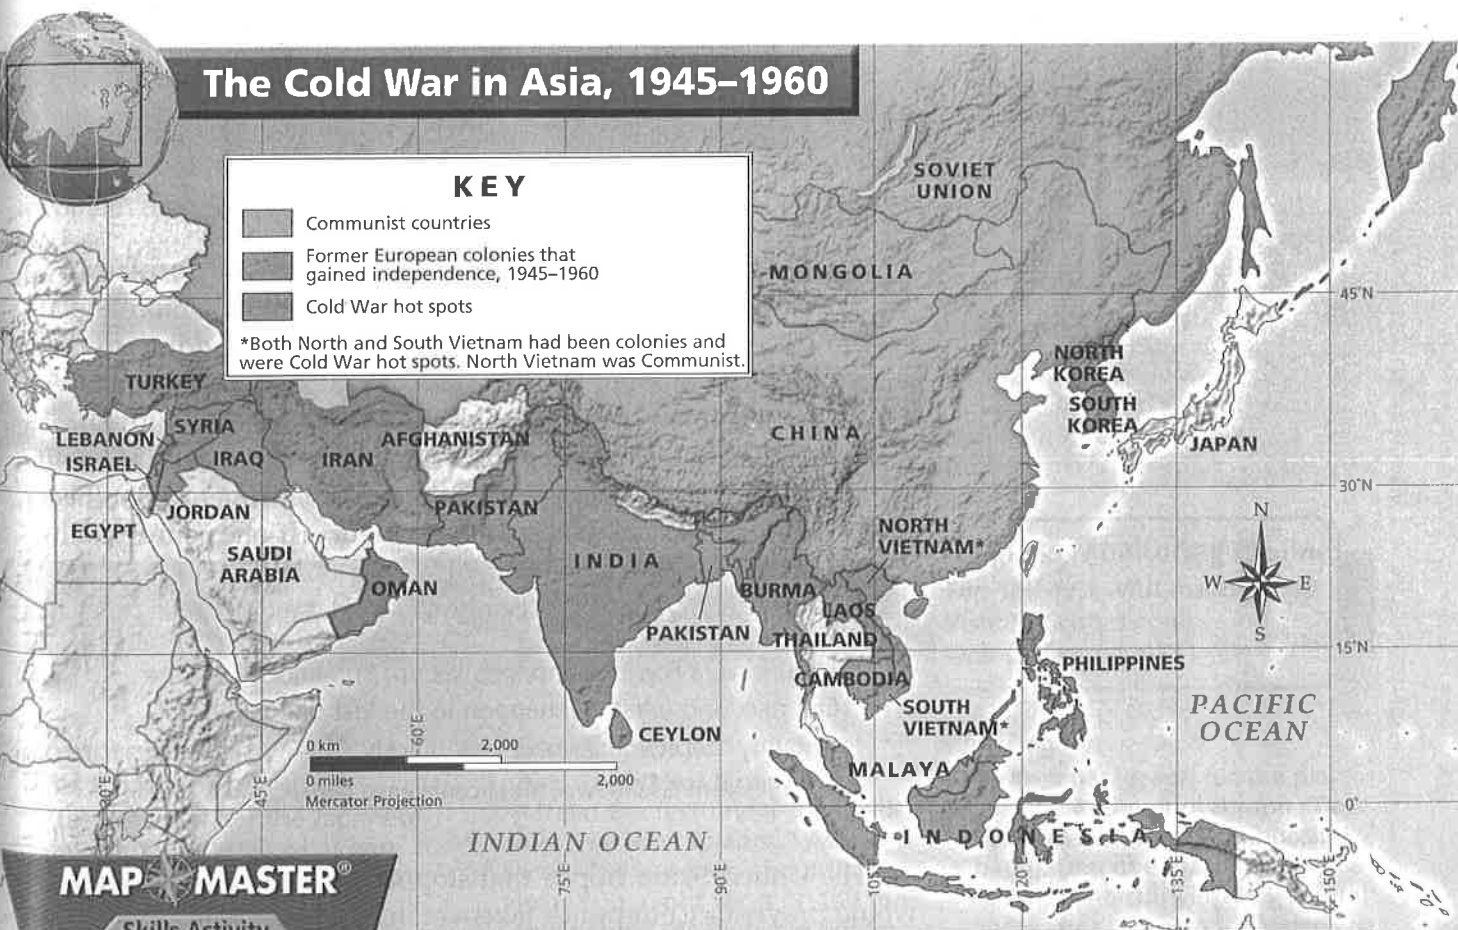 The Cold War in Asia, 1945–1960
KEY
Communist countries
Former European colonies that
gained independence, 1945–1960
Cold War hot spots
*Both North and South Vietnam had been colonies and
were Cold War hot spots. North Vietnam was Communist.
SOVIET
UNION
MONGOLIA
45°N
NORTH
KOREA
SOUTH
KOREA
JAPAN
CHINA
TURKEY
SYRIA
LEBANON
ISRAEL
IRAQ
IRAN
AFGHANISTAN
30°N
PAKISTAN
JORDAN
EGYPT
SAUDI
ARABIA
OMAN
INDIA
NORTH
VIETNAM*
BURMA
LAOS
PAKISTAN
THAILAND
N
W
E
S
15°N
PHILIPPINES
CAMBODIA
SOUTH
VIETNAM*
PACIFIC
OCEAN
CEYLON
MALAYA
0 km
2,000
0 miles
2,000
Mercator Projection
60°E
45°E
30°E
0°
INDIAN OCEAN
INDONESIA
75°E
90°E
105°E
120°E
135°E
150°E
MAP MASTER®
Skills Activity